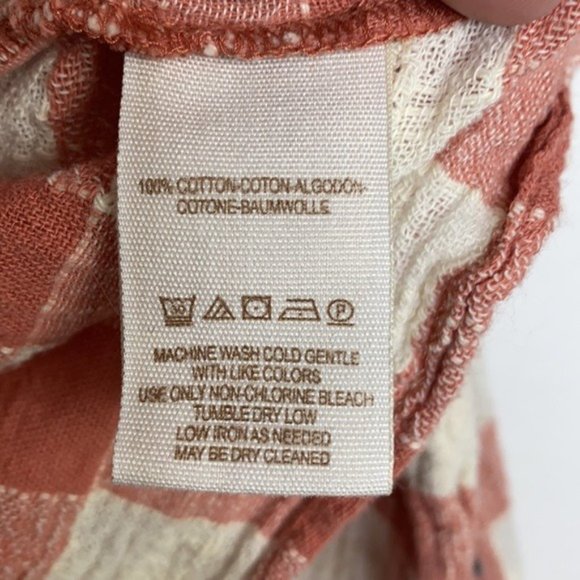 100% COTTON-COTON-ALGODON-
COTONE-BAUMWOLLE
30
P
MACHINE WASH COLD GENTLE
WITH LIKE COLORS
USE ONLY NON-CHLORINE BLEACH
TUMBLE DRY LOW
LOW IRON AS NEEDED
MAY BE DRY CLEANED